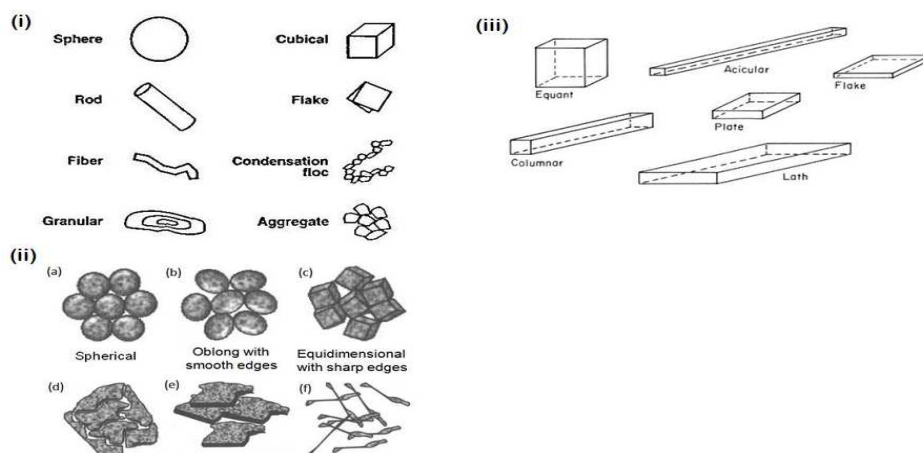 (i)
Sphere
Cubical
Rod
Flake
Fiber
Condensation
floc
Granular
Aggregate
(ii)
(a)
(b)
(c)
Spherical
Oblong with
smooth edges
Equidimensional
with sharp edges
(d)
(e)
(f)
(iii)
Equant
Acicular
Flake
Plate
Columnar
Lath